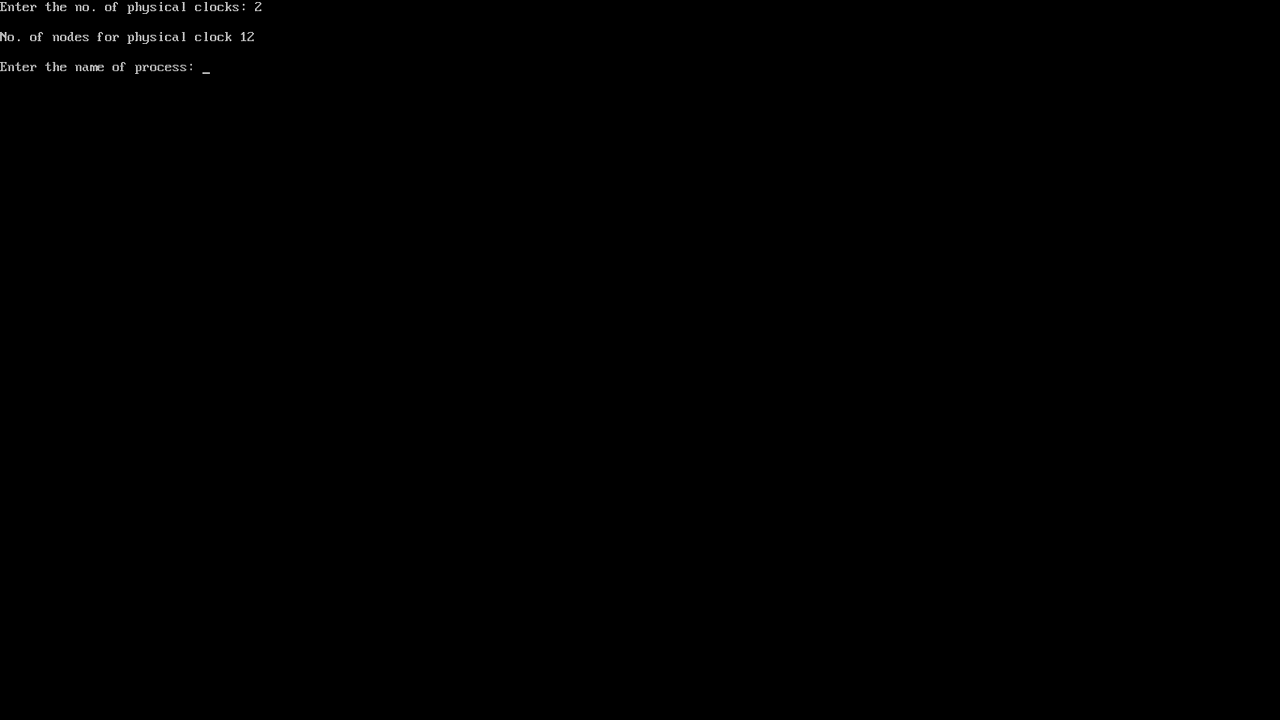 Enter the no. of physical clocks: 2
No. of nodes for physical clock 12
Enter the name of process: _